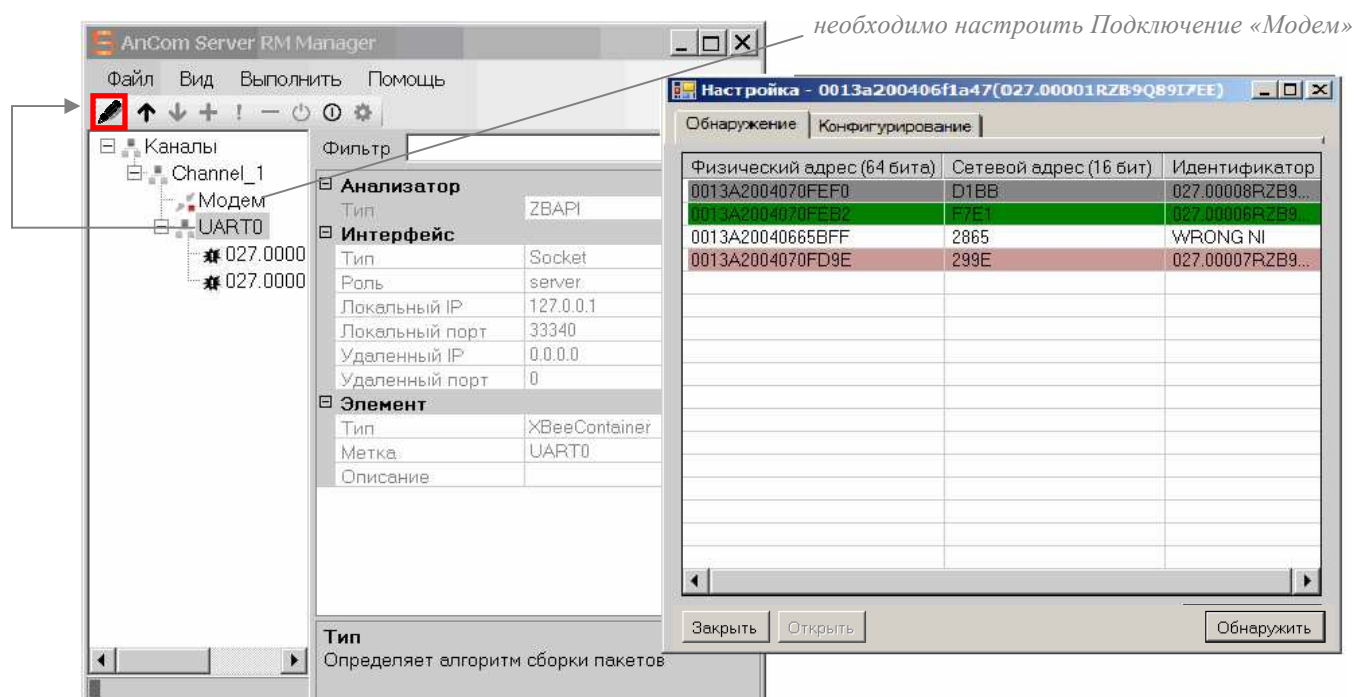 необходимо настроить Подключение «Модем»
AnCom Server RM Manager
Файл Вид Выполнить Помощь
Каналы
Channel_1
Модем
UART0
027.0000
027.0000
Фильтр
Анализатор
Тип ZBAPI
Интерфейс
Тип Socket
Роль server
Локальный IP 127.0.0.1
Локальный порт 33340
Удаленный IP 0.0.0.0
Удаленный порт 0
Элемент
Тип XBeeContainer
Метка UART0
Описание
Тип
Определяет алгоритм сборки пакетов
Настройка - 0013a200406f1a47(027.00001RZB9Q89I7EE)
Обнаружение Конфигурирование
Физический адрес (64 бита) Сетевой адрес (16 бит) Идентификатор
0013A2004070FEF0 D1BB 027.00008RZB9...
0013A2004070FEB2 F7E1 027.00006RZB9...
0013A20040665BFF 2865 WRONG NI
0013A2004070FD9E 299E 027.00007RZB9...
Закрыть Открыть Обнаружить